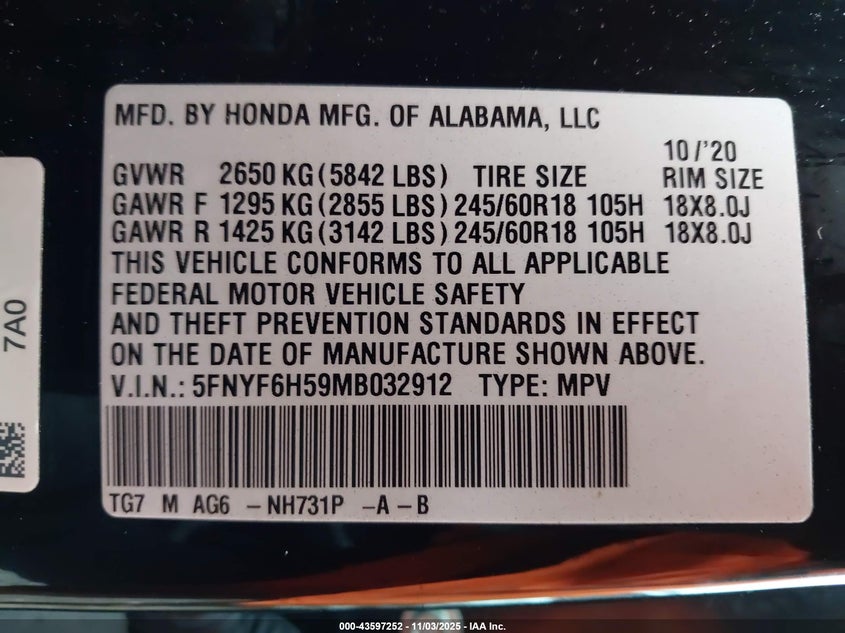 MFD. BY HONDA MFG. OF ALABAMA, LLC
10/'20
GVWR 2650 KG (5842 LBS) TIRE SIZE RIM SIZE
GAWR F 1295 KG (2855 LBS) 245/60R18 105H 18X8.0J
GAWR R 1425 KG (3142 LBS) 245/60R18 105H 18X8.0J
THIS VEHICLE CONFORMS TO ALL APPLICABLE
FEDERAL MOTOR VEHICLE SAFETY
AND THEFT PREVENTION STANDARDS IN EFFECT
ON THE DATE OF MANUFACTURE SHOWN ABOVE.
V.I.N.: 5FNYF6H59MB032912 TYPE: MPV
TG7 M AG6 - NH731P - A - B
7A0
000-43597252 - 11/03/2025 - IAA Inc.